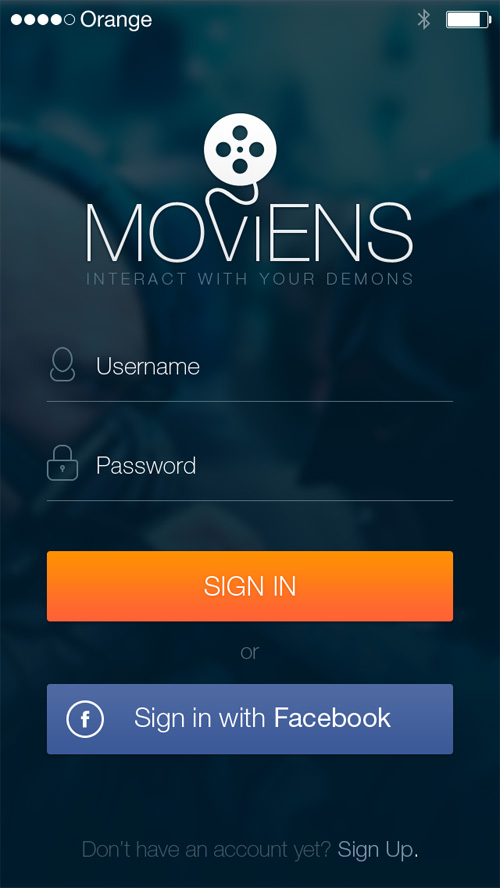 Orange
MOViENS
INTERACT WITH YOUR DEMONS
Username
Password
SIGN IN
or
f Sign in with Facebook
Don't have an account yet? Sign Up.